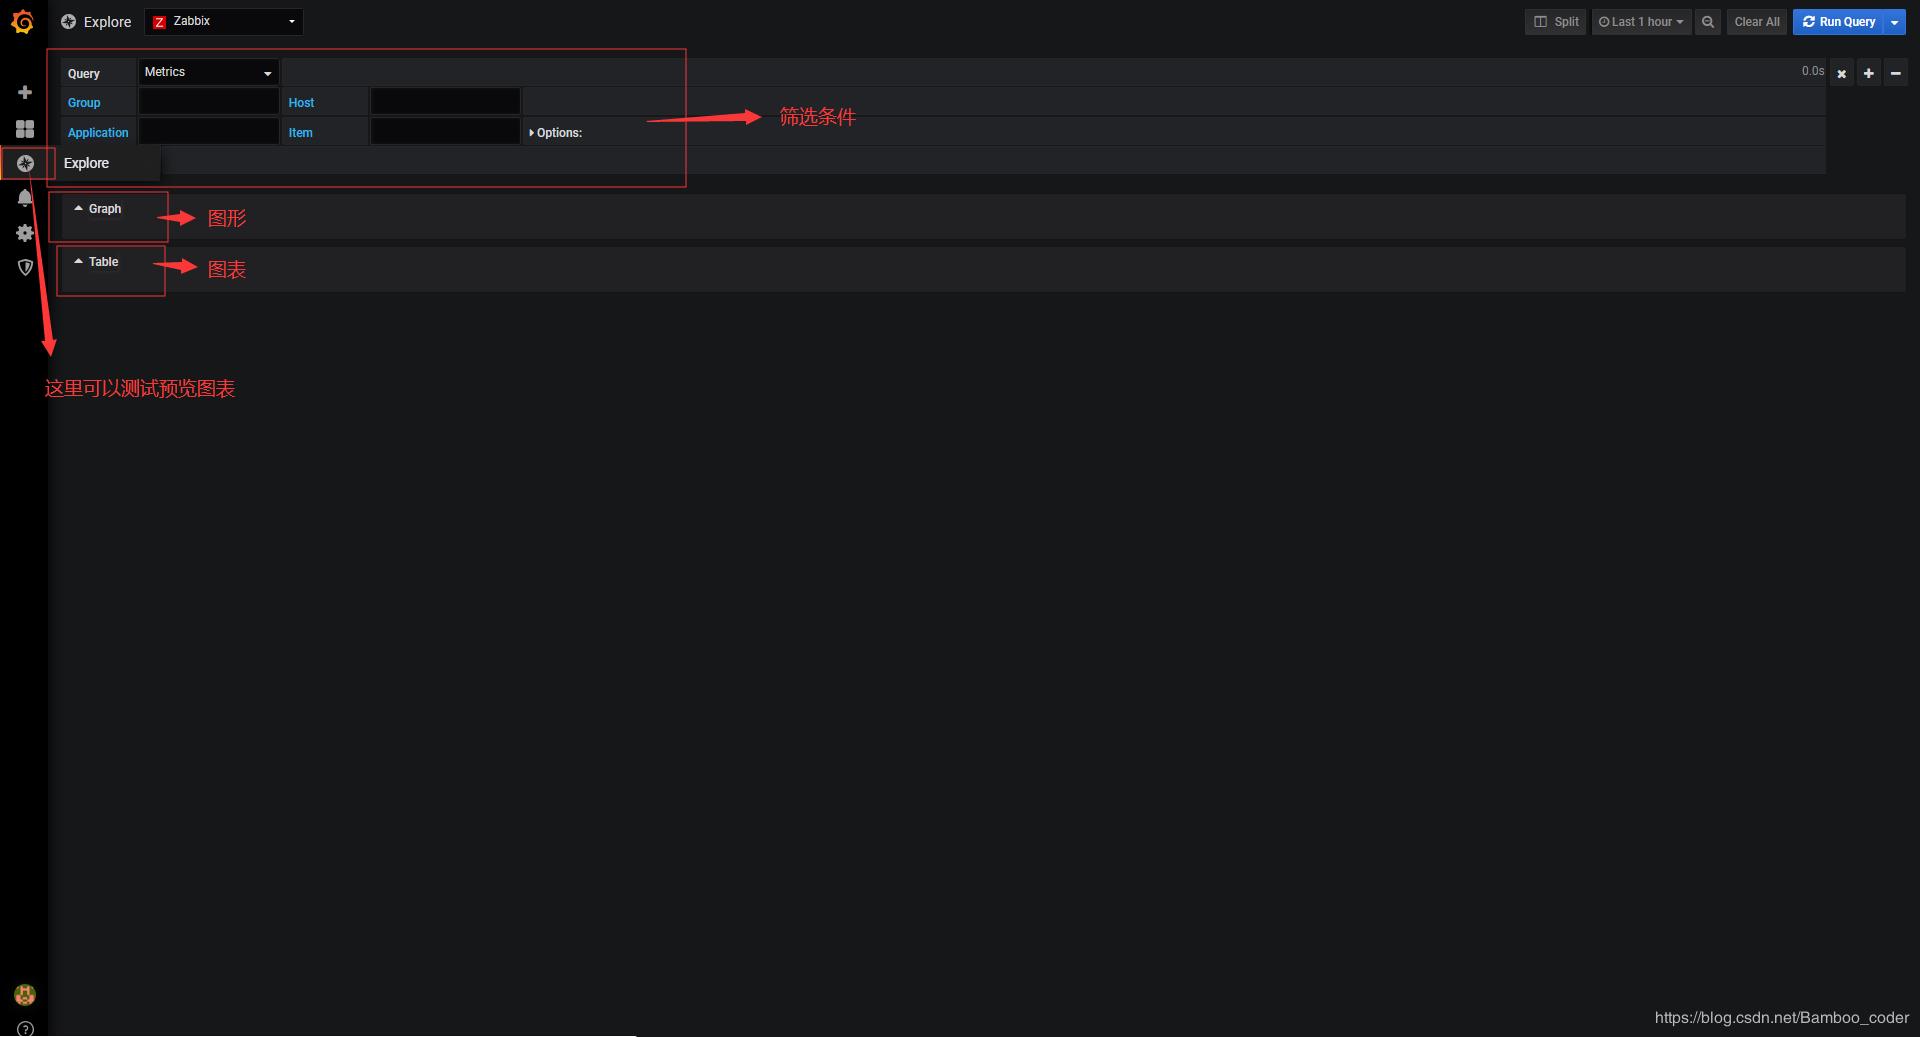 Explore Zabbix Split Last 1 hour Clear All Run Query
Query Metrics 0.0s
Group Host
筛选条件
Application Item Options:
Explore
Graph
图形
Table
图表
这里可以测试预览图表
https://blog.csdn.net/Bamboo_coder